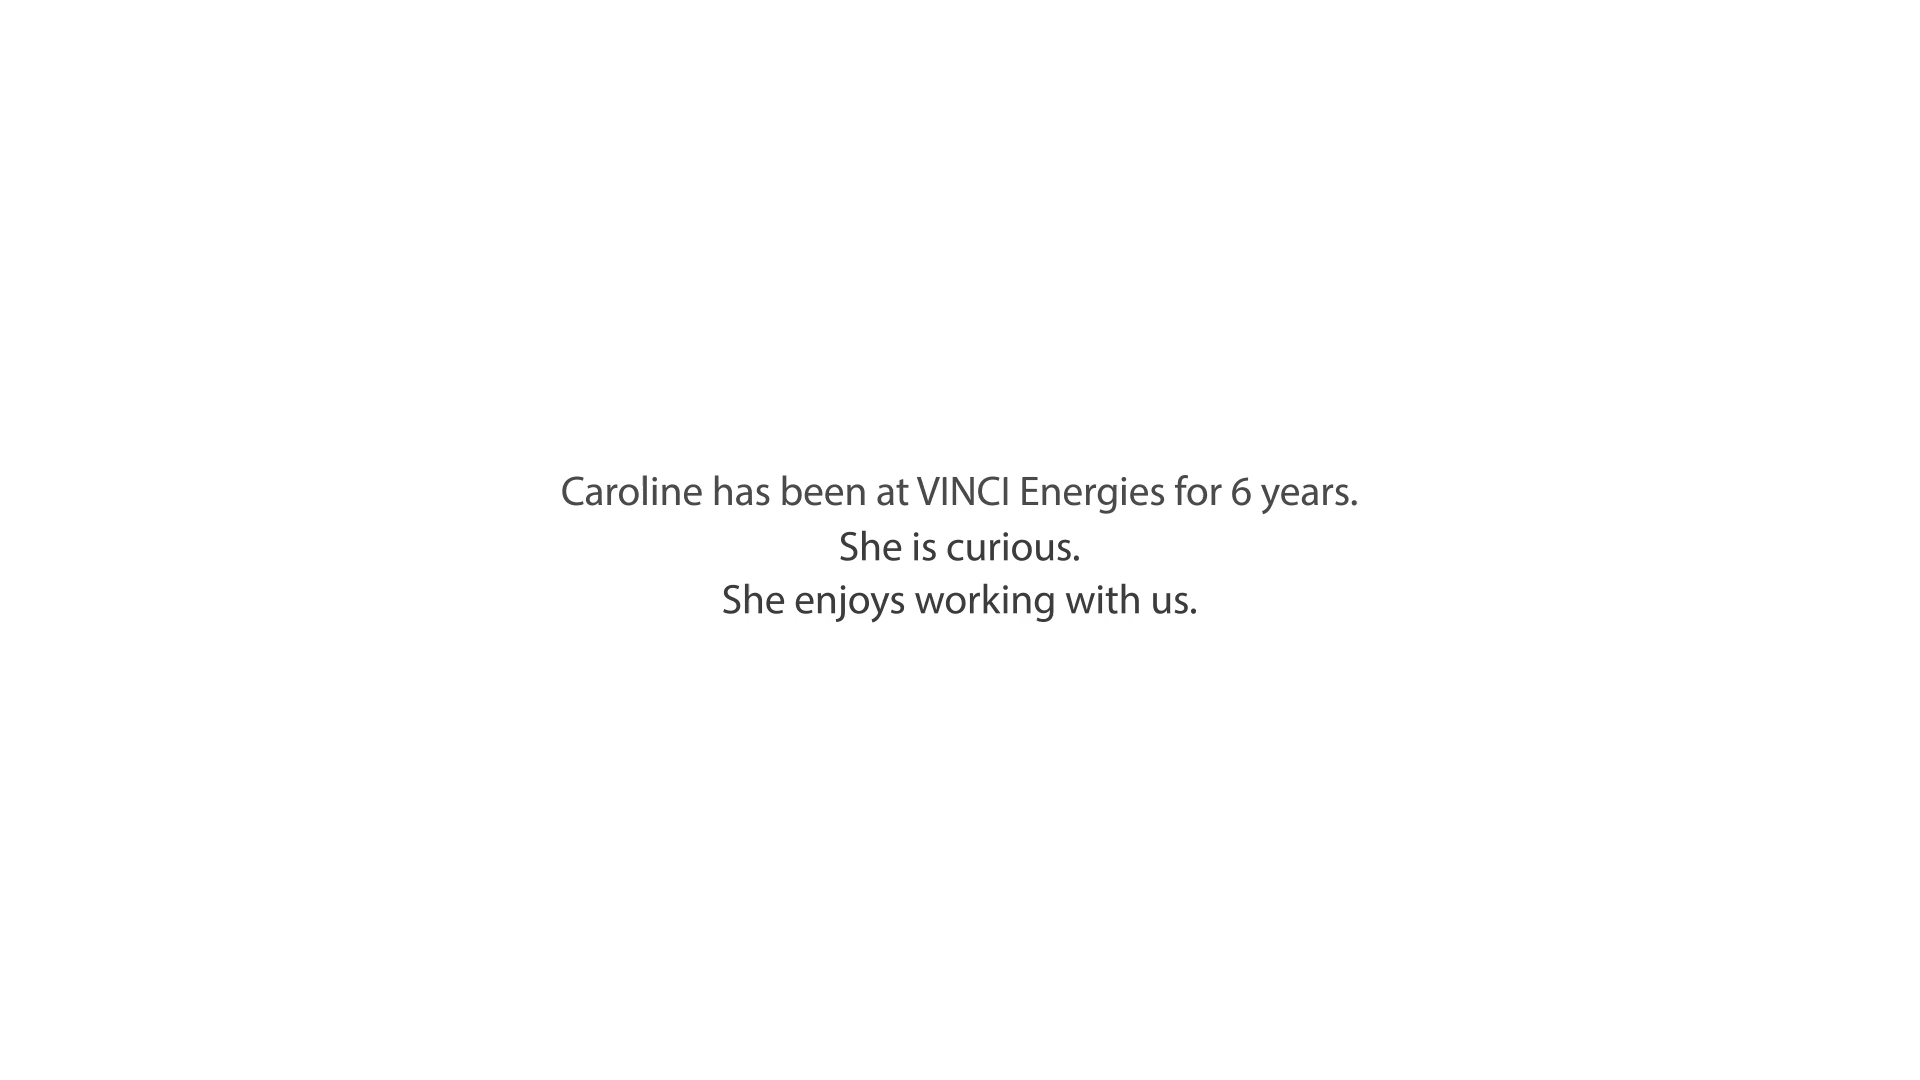 Caroline has been at VINCI Energies for 6 years.
She is curious.
She enjoys working with us.